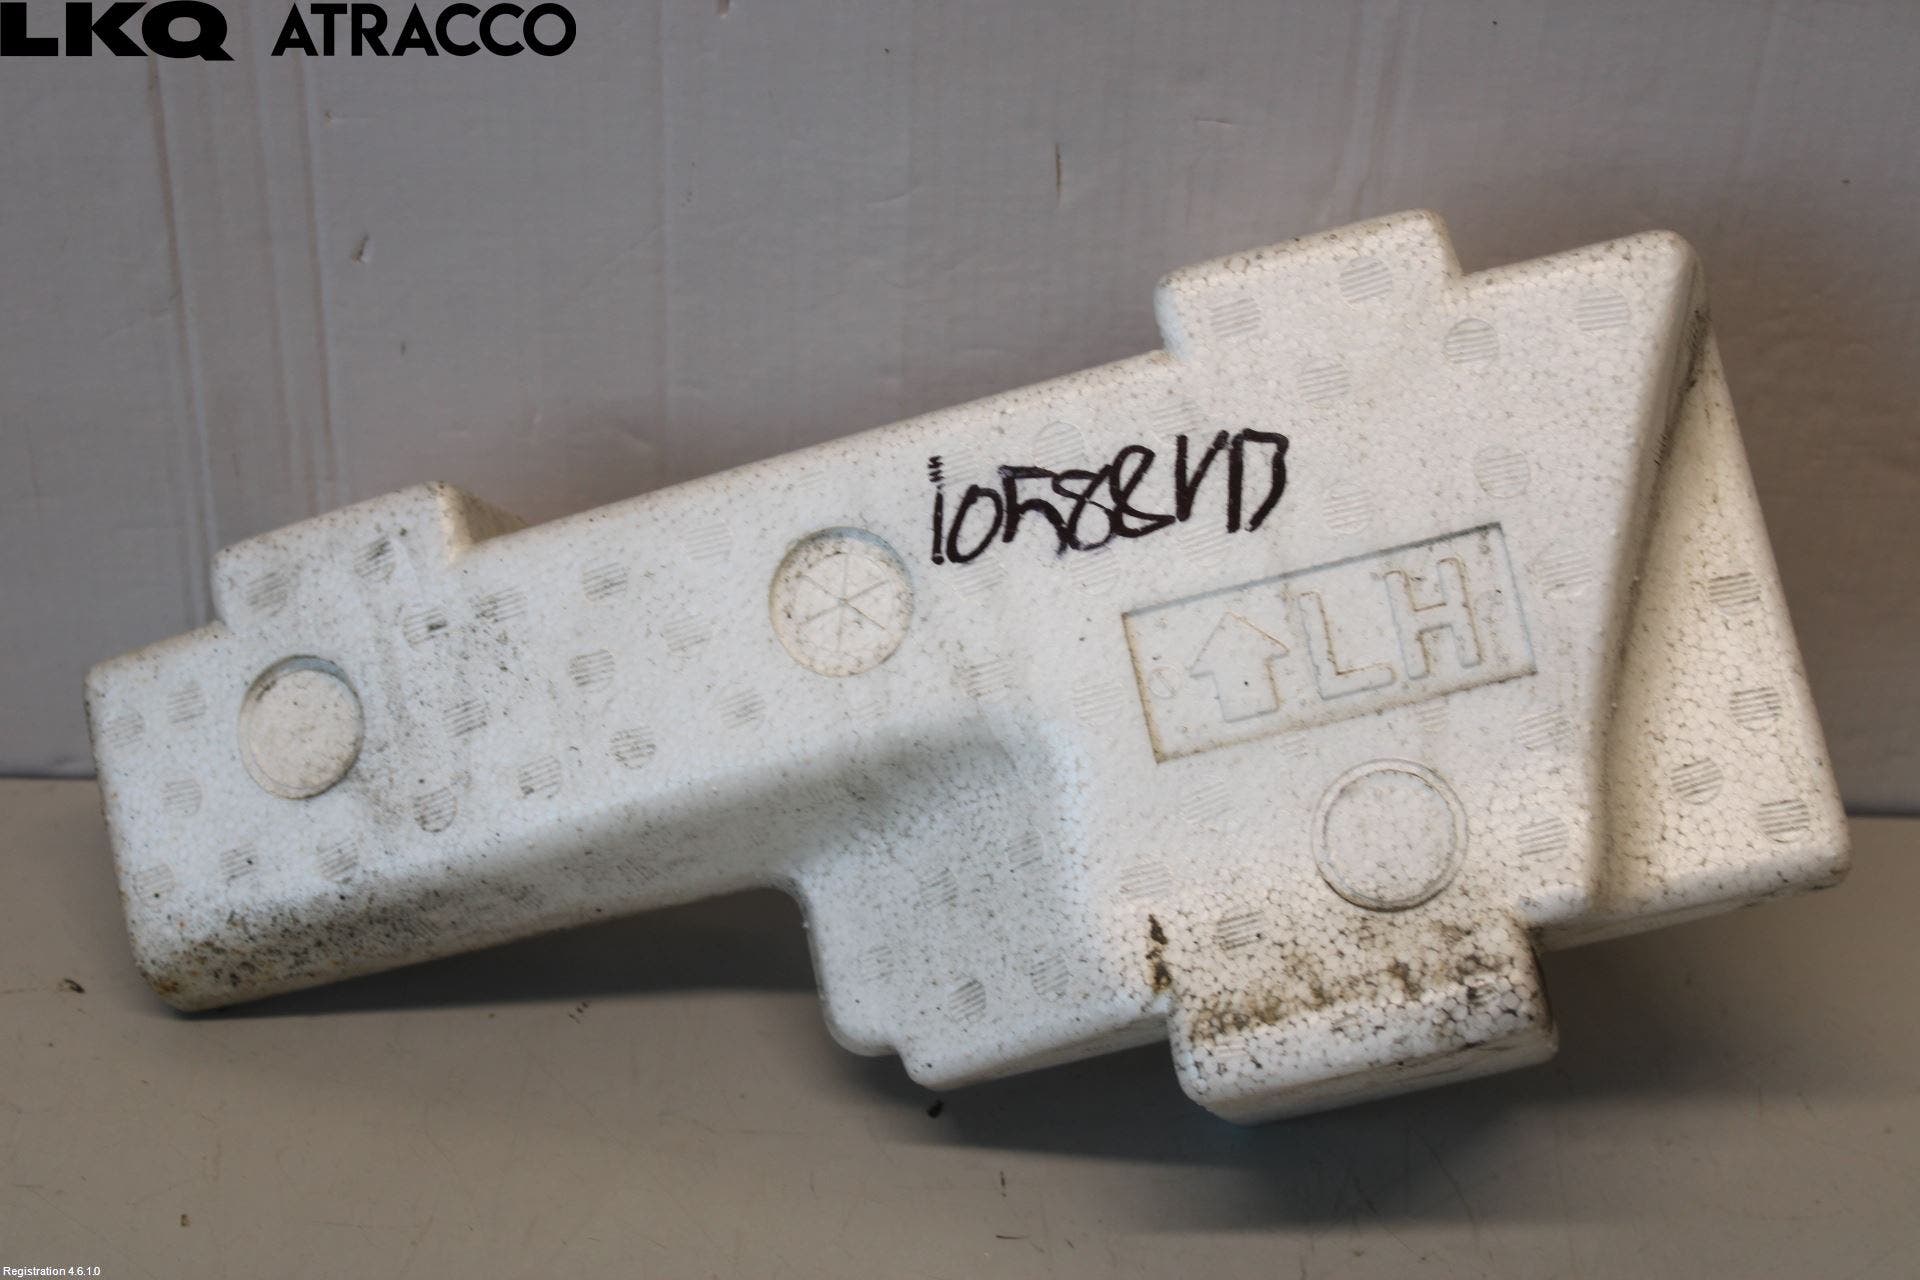 LKQ ATRACCO
10588VD
↑LH
Registration 4.6.1.0